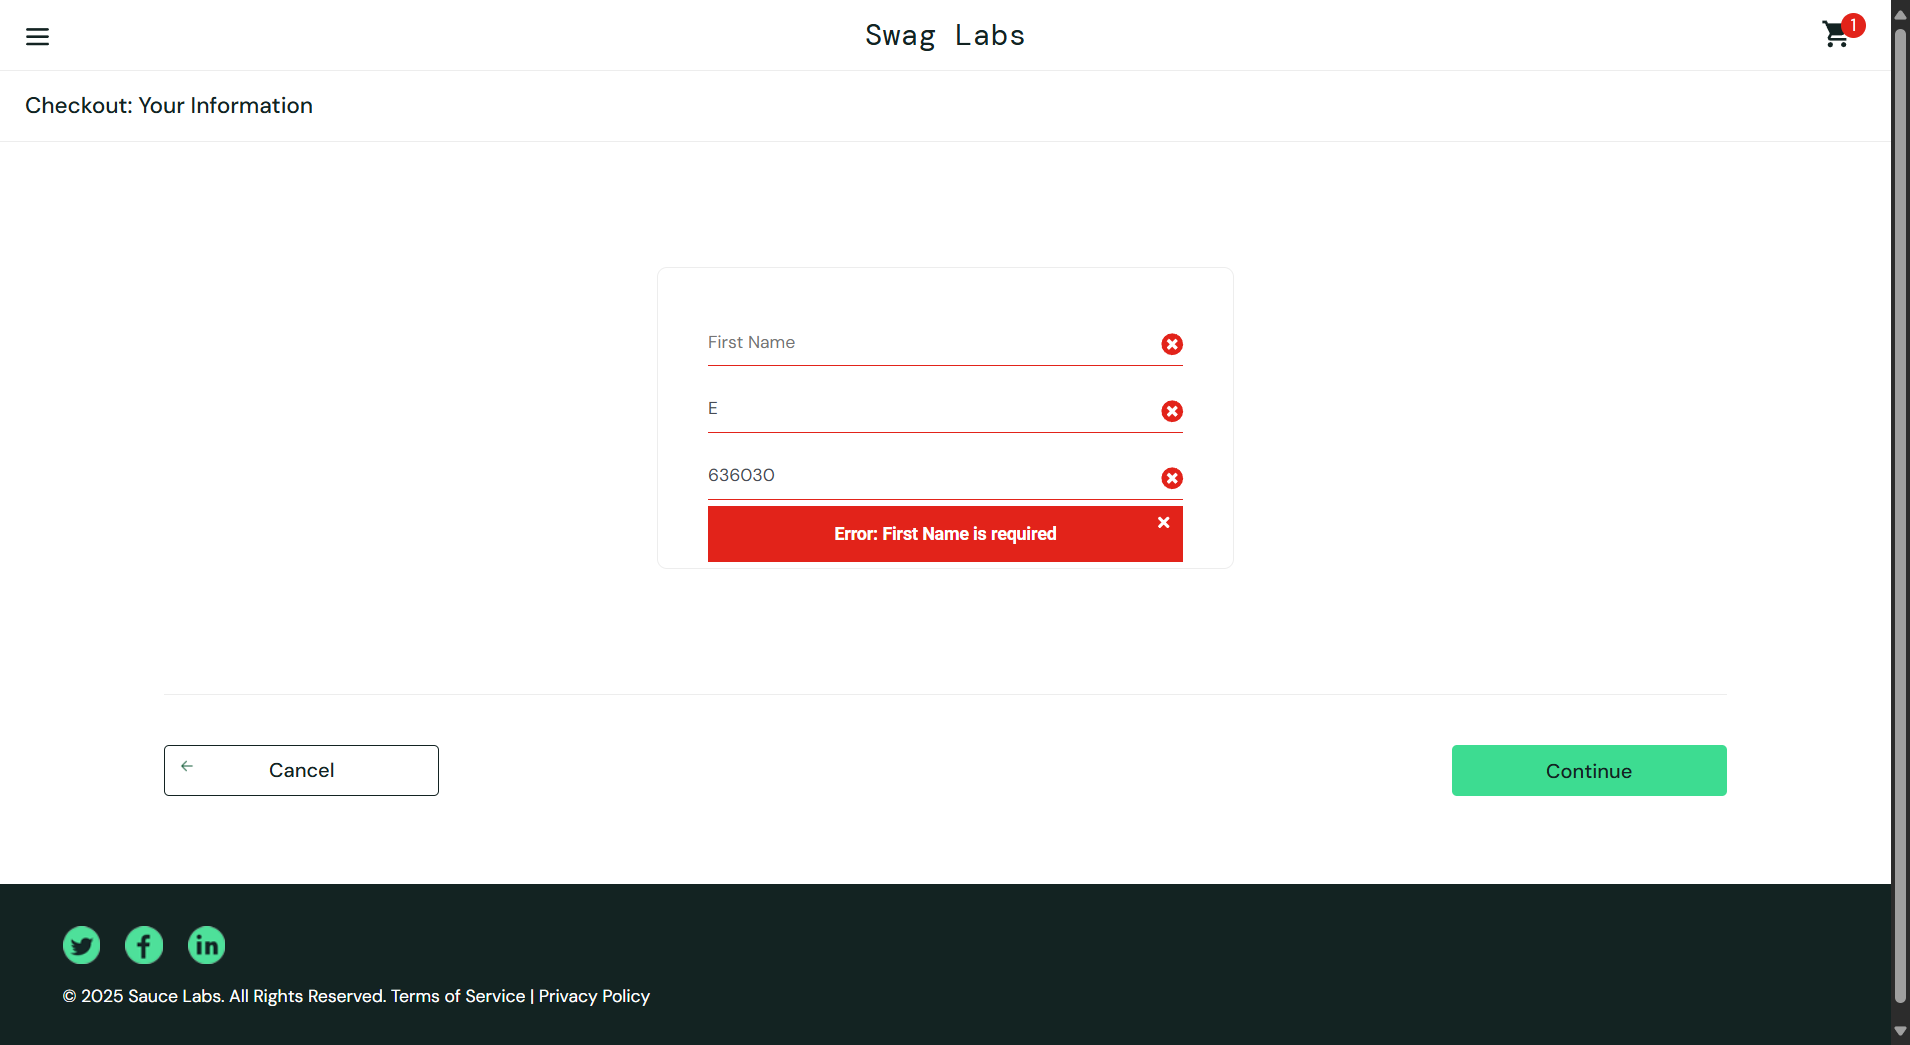 Swag Labs
1
Checkout: Your Information
First Name
E
636030
Error: First Name is required
Cancel
Continue
© 2025 Sauce Labs. All Rights Reserved. Terms of Service | Privacy Policy